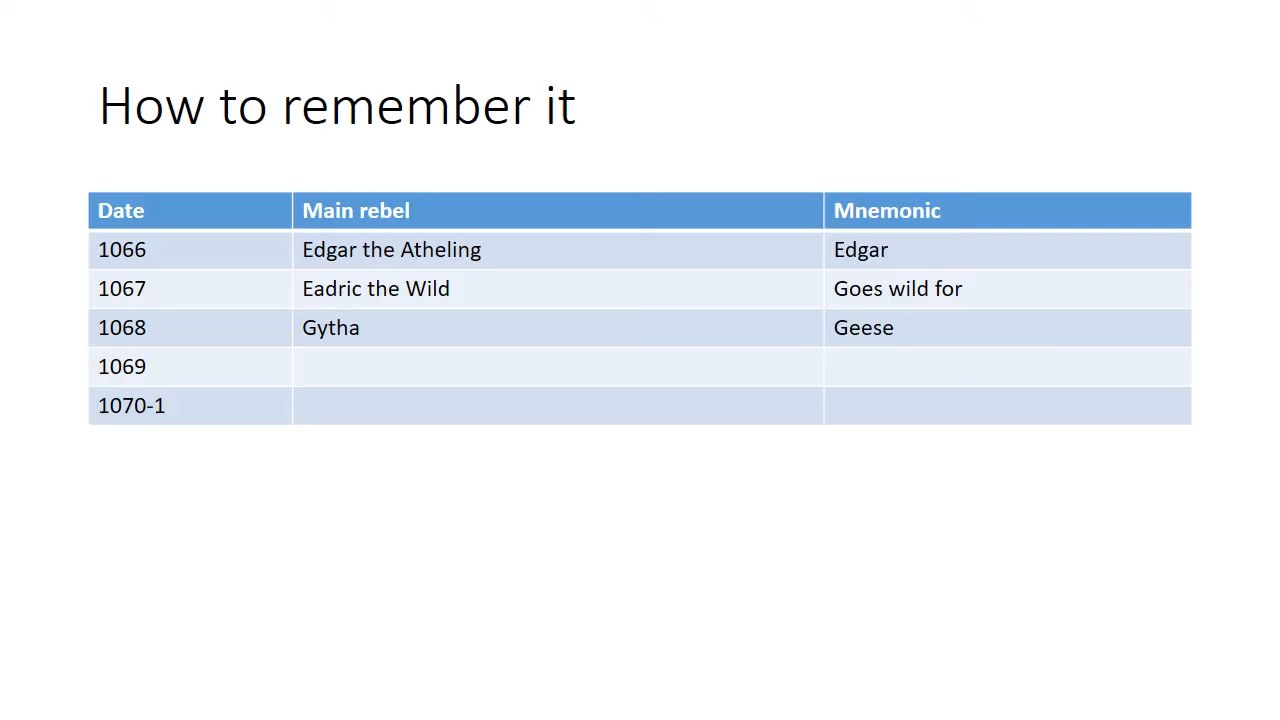 How to remember it
Date Main rebel Mnemonic
1066 Edgar the Atheling Edgar
1067 Eadric the Wild Goes wild for
1068 Gytha Geese
1069
1070-1